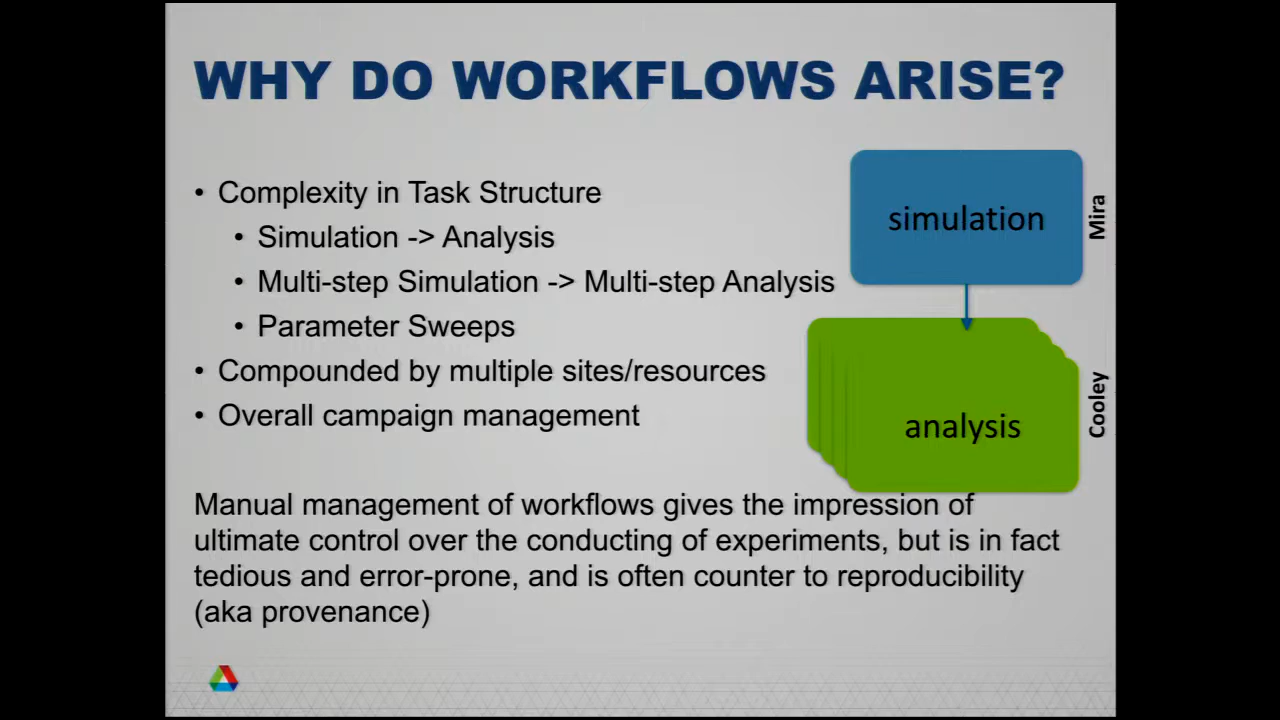 WHY DO WORKFLOWS ARISE?
• Complexity in Task Structure
• Simulation -> Analysis
• Multi-step Simulation -> Multi-step Analysis
• Parameter Sweeps
• Compounded by multiple sites/resources
• Overall campaign management
simulation
Mira
analysis
Cooley
Manual management of workflows gives the impression of
ultimate control over the conducting of experiments, but is in fact
tedious and error-prone, and is often counter to reproducibility
(aka provenance)